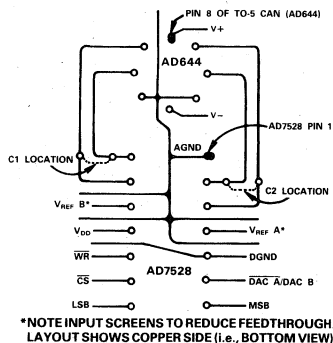 PIN 8 OF TO-5 CAN (AD644)
V+
AD644
V–
AD7528 PIN 1
AGND
C1 LOCATION
C2 LOCATION
VREF B*
VDD
VREF A*
WR
DGND
AD7528
CS
DAC A/DAC B
LSB
MSB
*NOTE INPUT SCREENS TO REDUCE FEEDTHROUGH.
LAYOUT SHOWS COPPER SIDE (i.e., BOTTOM VIEW)